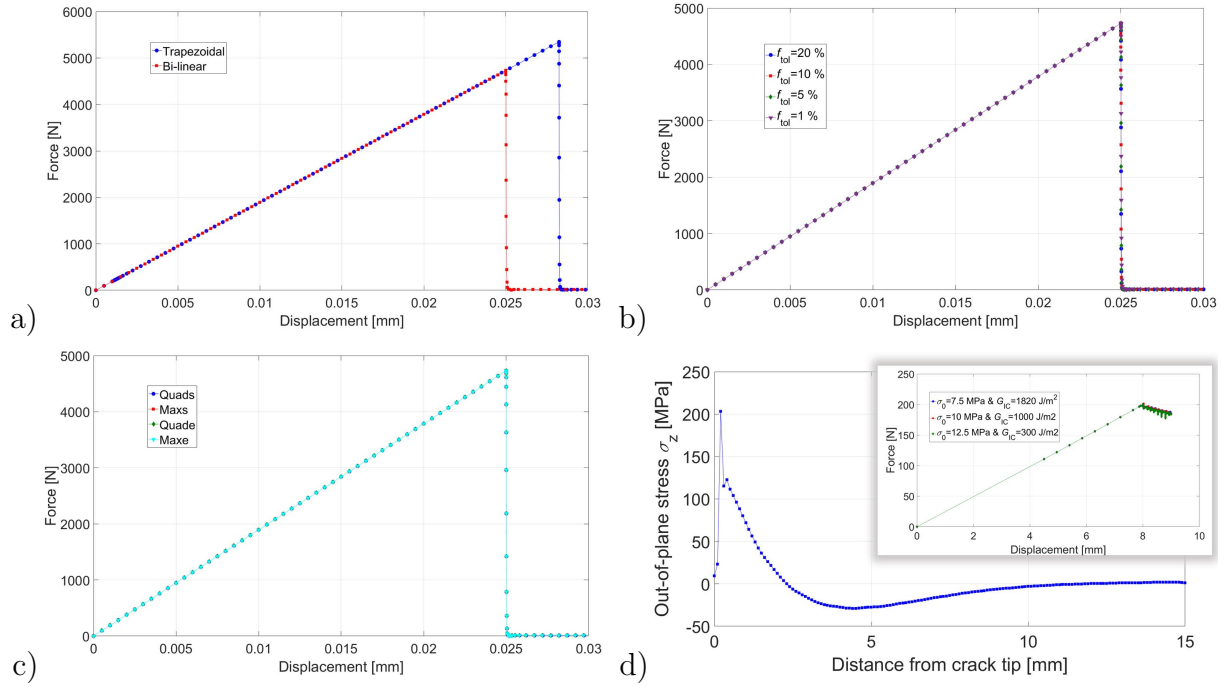 6000
5000
4000
3000
2000
1000
0
Force [N]
Trapezoidal
Bi-linear
0 0.005 0.01 0.015 0.02 0.025 0.03
Displacement [mm]
a)
5000
4000
3000
2000
1000
0
Force [N]
f_tol=20 %
f_tol=10 %
f_tol=5 %
f_tol=1 %
0 0.005 0.01 0.015 0.02 0.025 0.03
Displacement [mm]
b)
5000
4000
3000
2000
1000
0
Force [N]
Quads
Maxs
Quade
Maxe
0 0.005 0.01 0.015 0.02 0.025 0.03
Displacement [mm]
c)
250
200
150
100
50
0
-50
Out-of-plane stress σ_z [MPa]
0 5 10 15
Distance from crack tip [mm]
d)
250
200
150
100
50
0
Force [N]
σ_0=7.5 MPa & G_IC=1820 J/m²
σ_0=10 MPa & G_IC=1000 J/m2
σ_0=12.5 MPa & G_IC=300 J/m2
0 2 4 6 8 10
Displacement [mm]